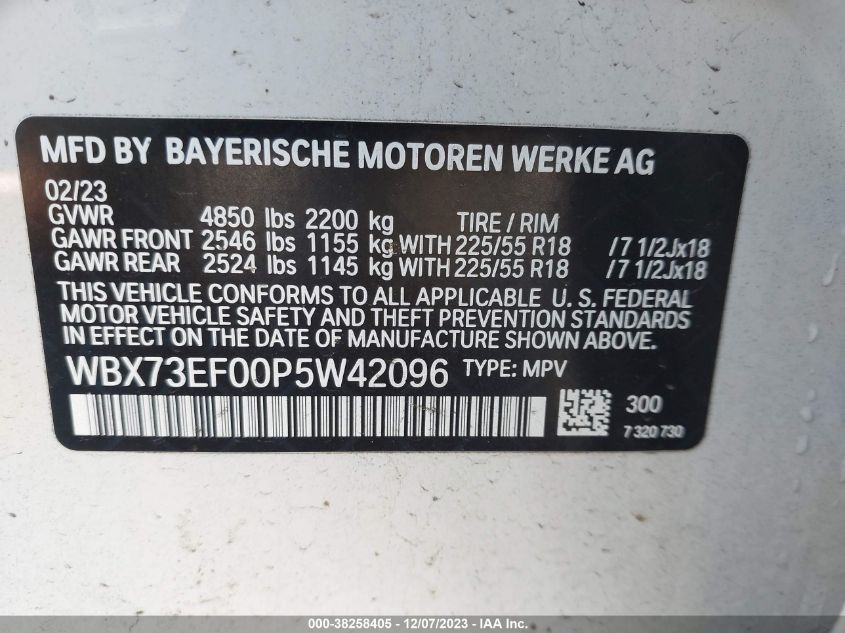 MFD BY BAYERISCHE MOTOREN WERKE AG
02/23
GVWR 4850 lbs 2200 kg TIRE / RIM
GAWR FRONT 2546 lbs 1155 kg WITH 225/55 R18 /7 1/2Jx18
GAWR REAR 2524 lbs 1145 kg WITH 225/55 R18 /7 1/2Jx18
THIS VEHICLE CONFORMS TO ALL APPLICABLE U. S. FEDERAL
MOTOR VEHICLE SAFETY AND THEFT PREVENTION STANDARDS
IN EFFECT ON THE DATE OF MANUFACTURE SHOWN ABOVE.
WBX73EF00P5W42096 TYPE: MPV
300
7 320 730
000-38258405 - 12/07/2023 - IAA Inc.